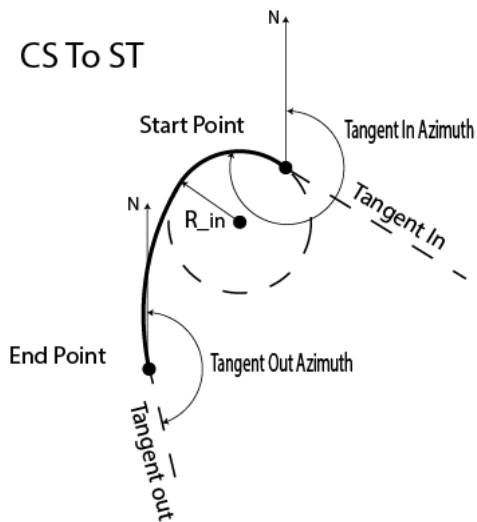 N
CS To ST
Start Point
Tangent In Azimuth
Tangent In
N
R_in
End Point
Tangent Out Azimuth
Tangent out